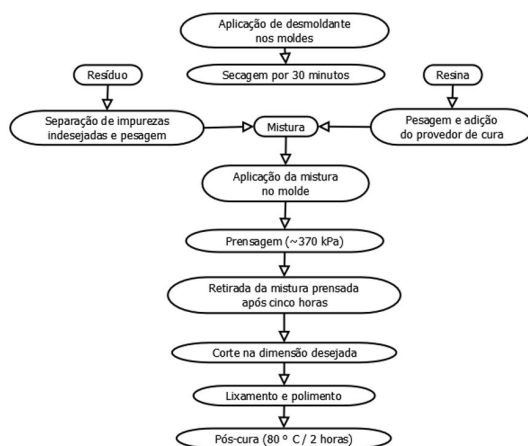 Aplicação de desmoldante
nos moldes
Secagem por 30 minutos
Resíduo
Resina
Separação de impurezas
indesejadas e pesagem
Mistura
Pesagem e adição
do provedor de cura
Aplicação da mistura
no molde
Prensagem (~370 kPa)
Retirada da mistura prensada
após cinco horas
Corte na dimensão desejada
Lixamento e polimento
Pós-cura (80 º C / 2 horas)